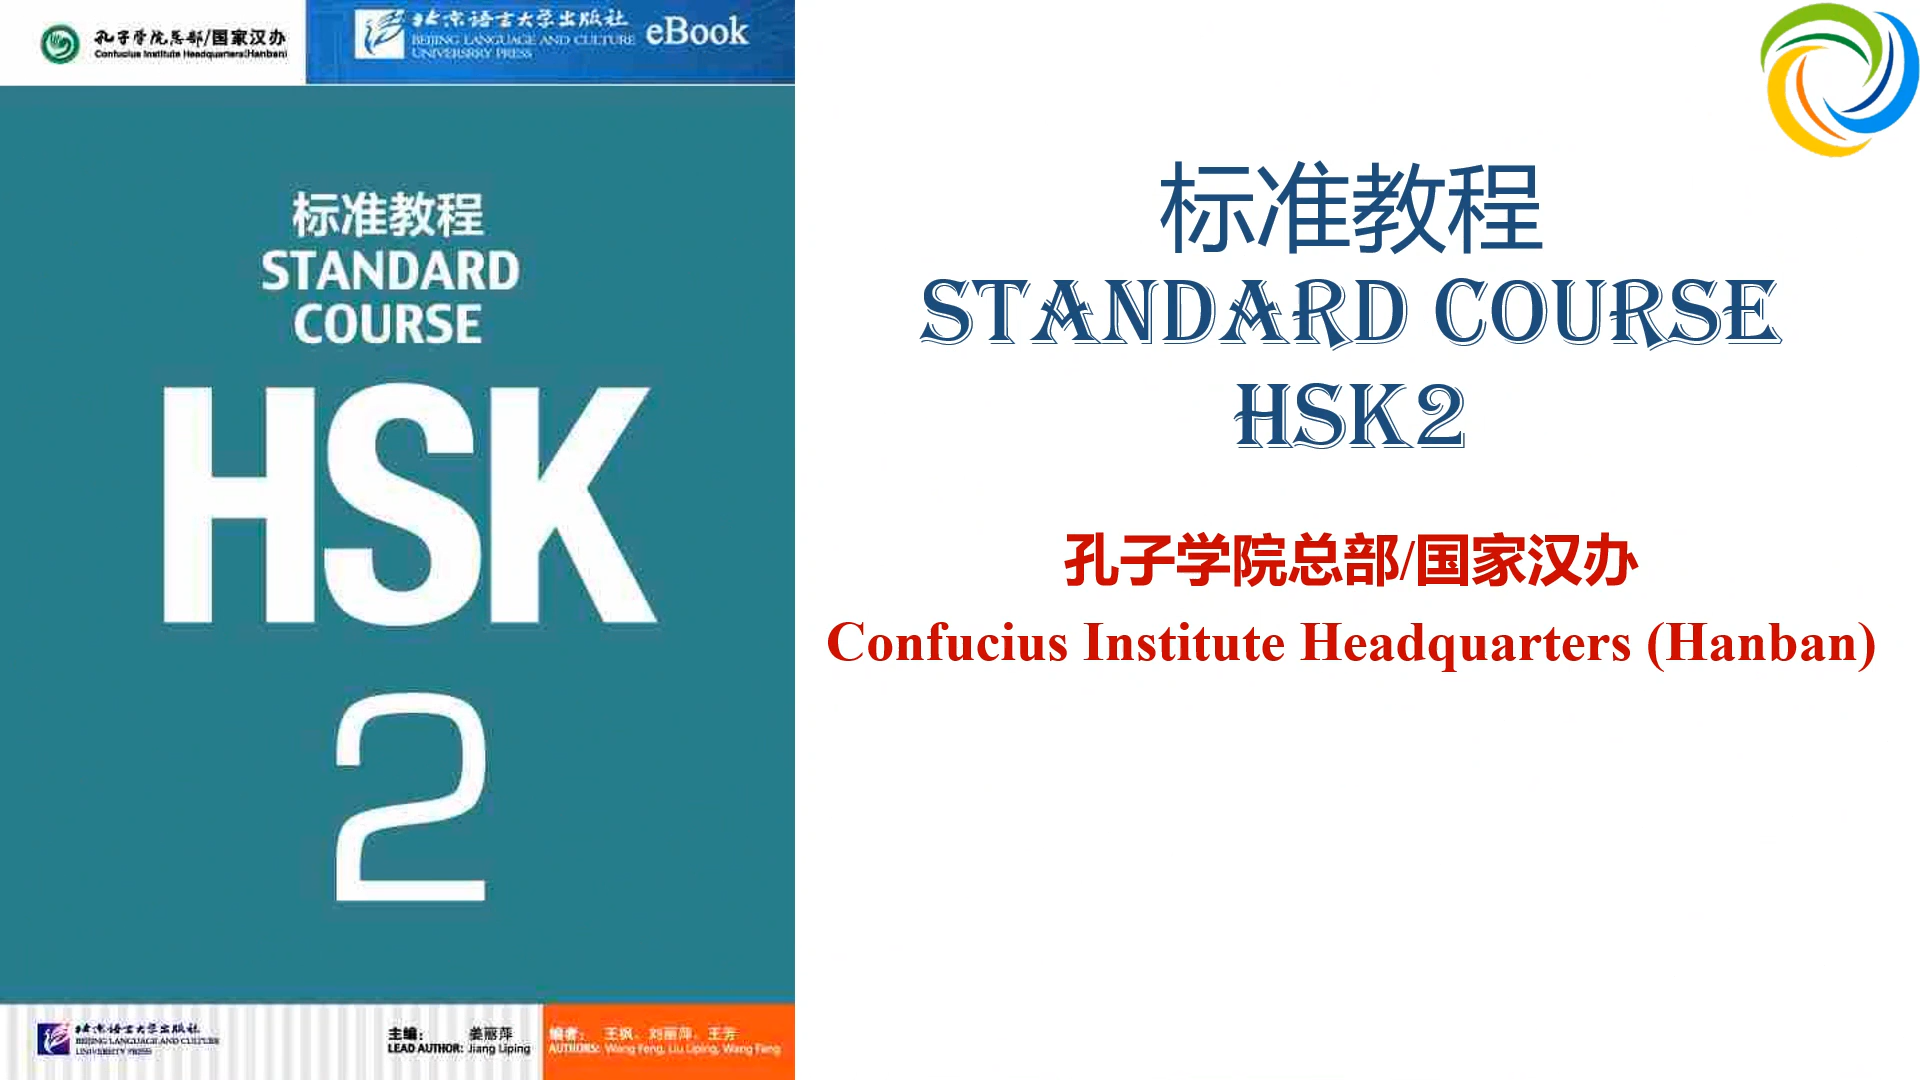 孔子学院总部/国家汉办
Confucius Institute Headquarters(Hanban)
北京语言大学出版社
BEIJING LANGUAGE AND CULTURE
UNIVERSRRY PRESS
eBook
标准教程
STANDARD
COURSE
HSK
2
北京语言大学出版社
BEIJING LANGUAGE AND CULTURE
UNIVERSITY PRESS
主编: 姜丽萍
LEAD AUTHOR: Jiang Liping
编者: 王枫、刘丽萍、王芳
AUTHORS: Wang Feng, Liu Liping, Wang Fang
标准教程
STANDARD COURSE
HSK2
孔子学院总部/国家汉办
Confucius Institute Headquarters (Hanban)